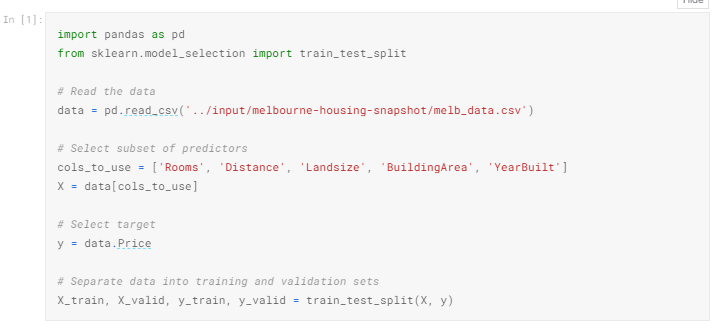 Hide
In [1]:
import pandas as pd
from sklearn.model_selection import train_test_split
# Read the data
data = pd.read_csv('../input/melbourne-housing-snapshot/melb_data.csv')
# Select subset of predictors
cols_to_use = ['Rooms', 'Distance', 'Landsize', 'BuildingArea', 'YearBuilt']
X = data[cols_to_use]
# Select target
y = data.Price
# Separate data into training and validation sets
X_train, X_valid, y_train, y_valid = train_test_split(X, y)